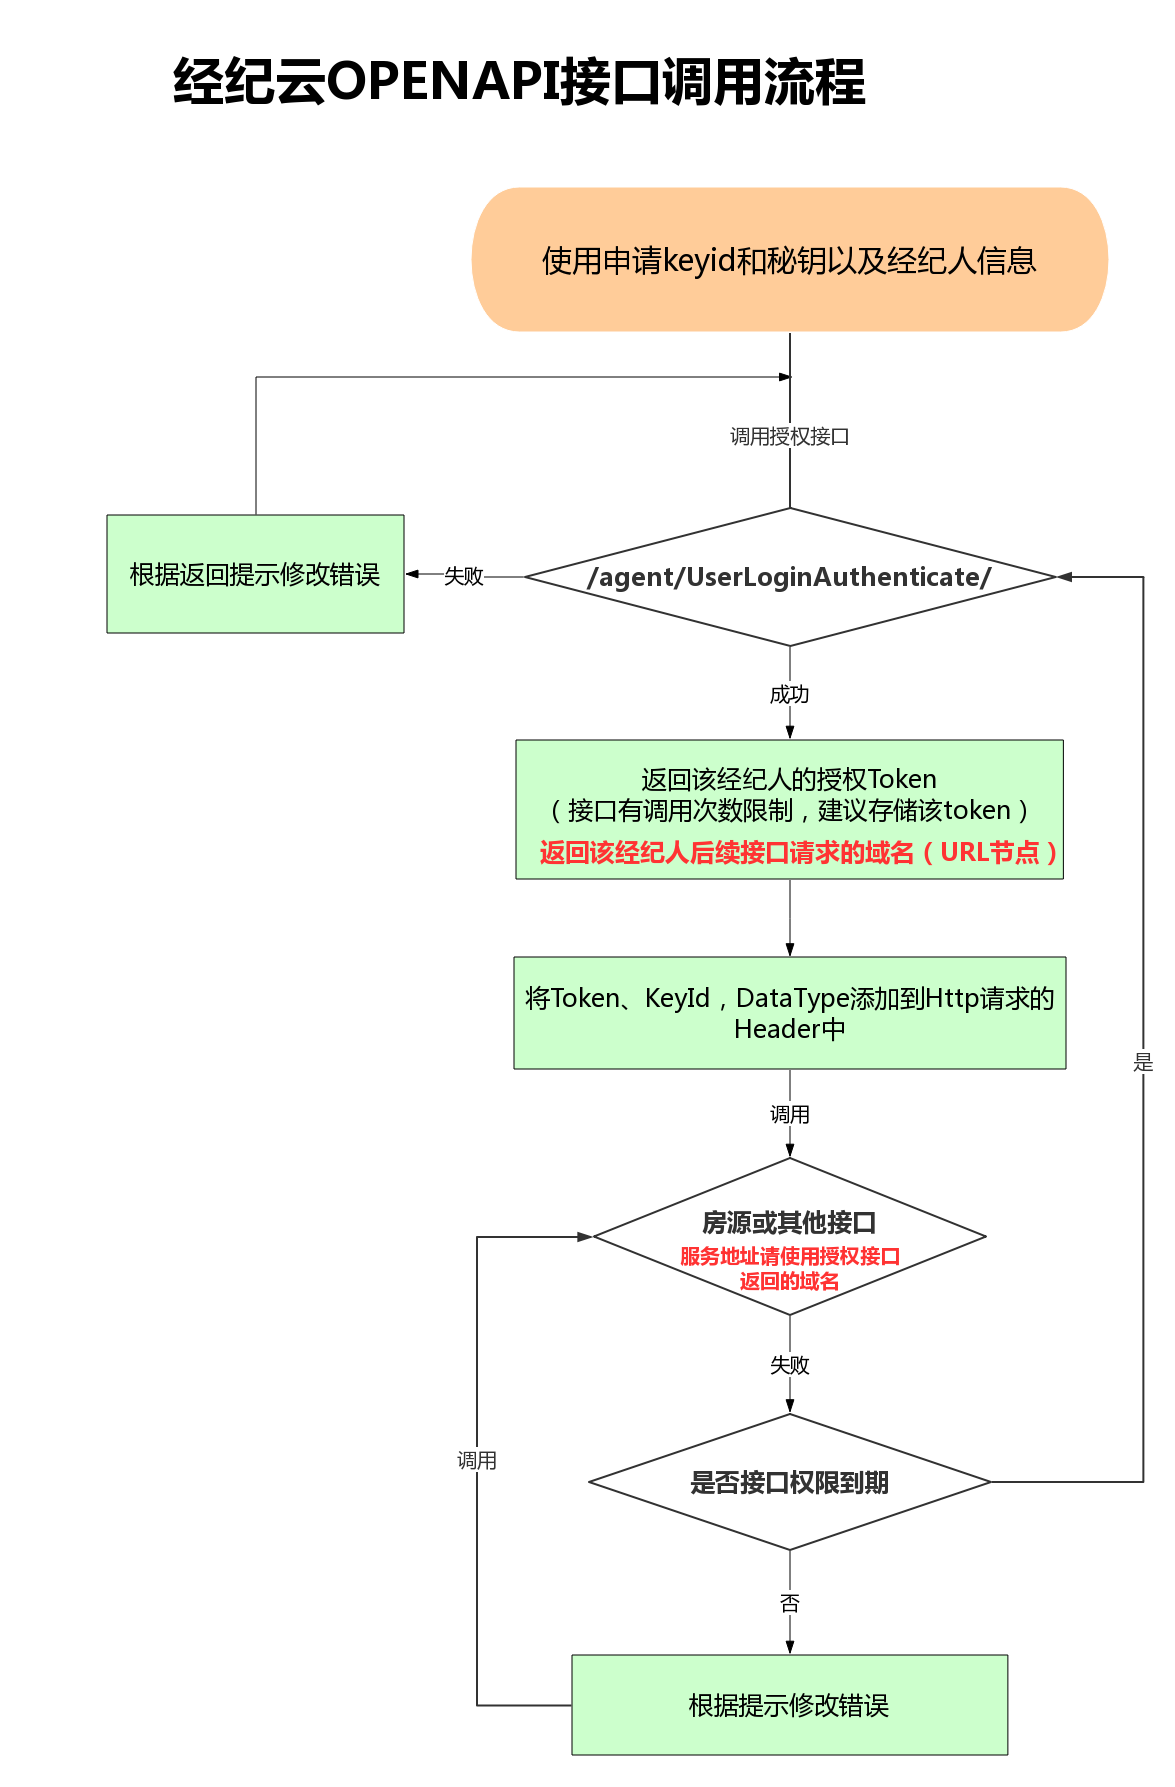 经纪云OPENAPI接口调用流程
使用申请keyid和秘钥以及经纪人信息
调用授权接口
根据返回提示修改错误
失败
/agent/UserLoginAuthenticate/
成功
返回该经纪人的授权Token
（接口有调用次数限制，建议存储该token）
返回该经纪人后续接口请求的域名（URL节点）
将Token、KeyId，DataType添加到Http请求的
Header中
是
调用
房源或其他接口
服务地址请使用授权接口
返回的域名
失败
调用
是否接口权限到期
否
根据提示修改错误